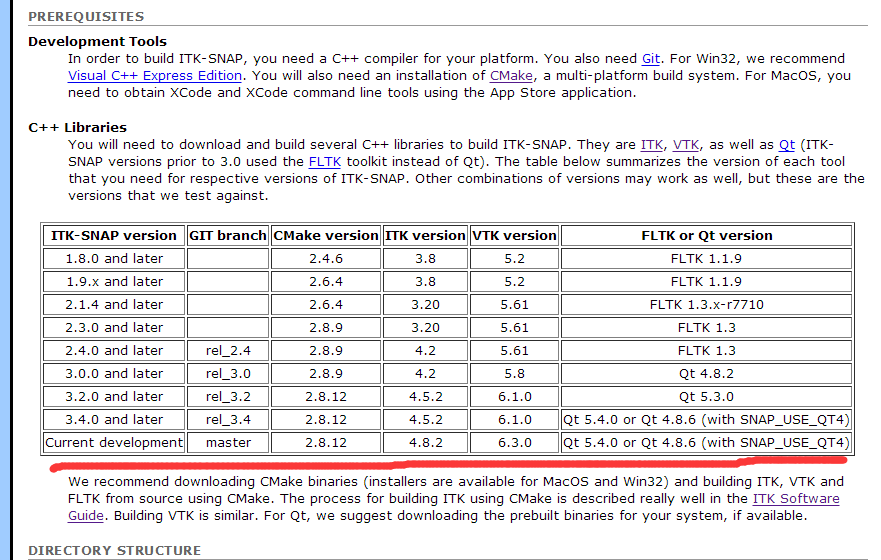 PREREQUISITES
Development Tools
In order to build ITK-SNAP, you need a C++ compiler for your platform. You also need Git. For Win32, we recommend
Visual C++ Express Edition. You will also need an installation of CMake, a multi-platform build system. For MacOS, you
need to obtain XCode and XCode command line tools using the App Store application.
C++ Libraries
You will need to download and build several C++ libraries to build ITK-SNAP. They are ITK, VTK, as well as Qt (ITK-
SNAP versions prior to 3.0 used the FLTK toolkit instead of Qt). The table below summarizes the version of each tool
that you need for respective versions of ITK-SNAP. Other combinations of versions may work as well, but these are the
versions that we test against.
ITK-SNAP version GIT branch CMake version ITK version VTK version FLTK or Qt version
1.8.0 and later 2.4.6 3.8 5.2 FLTK 1.1.9
1.9.x and later 2.6.4 3.8 5.2 FLTK 1.1.9
2.1.4 and later 2.6.4 3.20 5.61 FLTK 1.3.x-r7710
2.3.0 and later 2.8.9 3.20 5.61 FLTK 1.3
2.4.0 and later rel_2.4 2.8.9 4.2 5.61 FLTK 1.3
3.0.0 and later rel_3.0 2.8.9 4.2 5.8 Qt 4.8.2
3.2.0 and later rel_3.2 2.8.12 4.5.2 6.1.0 Qt 5.3.0
3.4.0 and later rel_3.4 2.8.12 4.5.2 6.1.0 Qt 5.4.0 or Qt 4.8.6 (with SNAP_USE_QT4)
Current development master 2.8.12 4.8.2 6.3.0 Qt 5.4.0 or Qt 4.8.6 (with SNAP_USE_QT4)
We recommend downloading CMake binaries (installers are available for MacOS and Win32) and building ITK, VTK and
FLTK from source using CMake. The process for building ITK using CMake is described really well in the ITK Software
Guide. Building VTK is similar. For Qt, we suggest downloading the prebuilt binaries for your system, if available.
DIRECTORY STRUCTURE